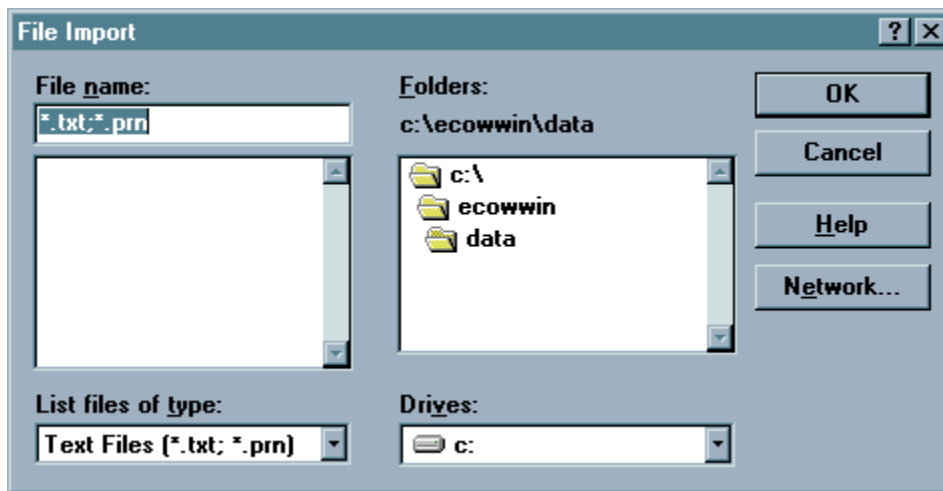 File Import
File name:
*.txt;*.prn
List files of type:
Text Files (*.txt; *.prn)
Folders:
c:\ecowwin\data
c:\
ecowwin
data
Drives:
c:
OK
Cancel
Help
Network...